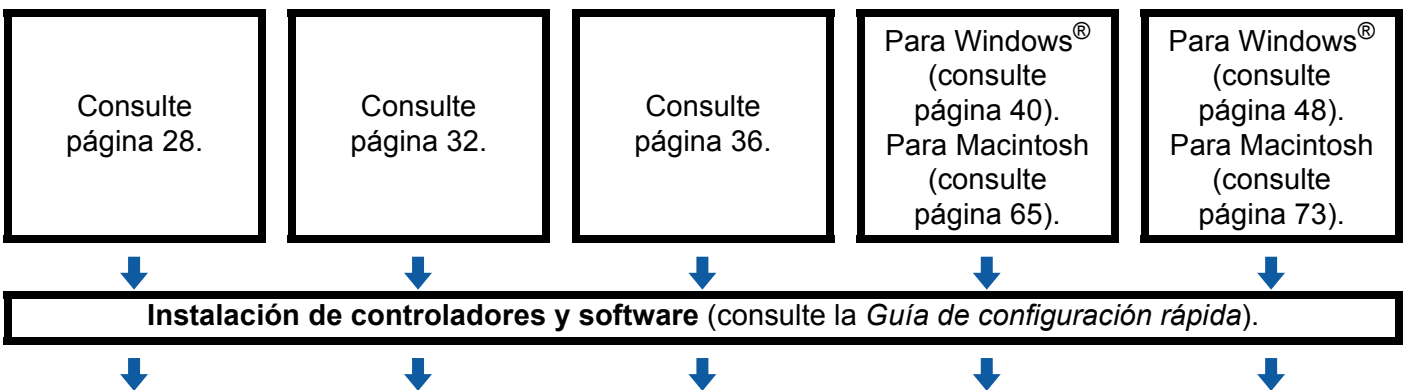 Consulte
página 28.
Consulte
página 32.
Consulte
página 36.
Para Windows®
(consulte
página 40).
Para Macintosh
(consulte
página 65).
Para Windows®
(consulte
página 48).
Para Macintosh
(consulte
página 73).
Instalación de controladores y software (consulte la Guía de configuración rápida).